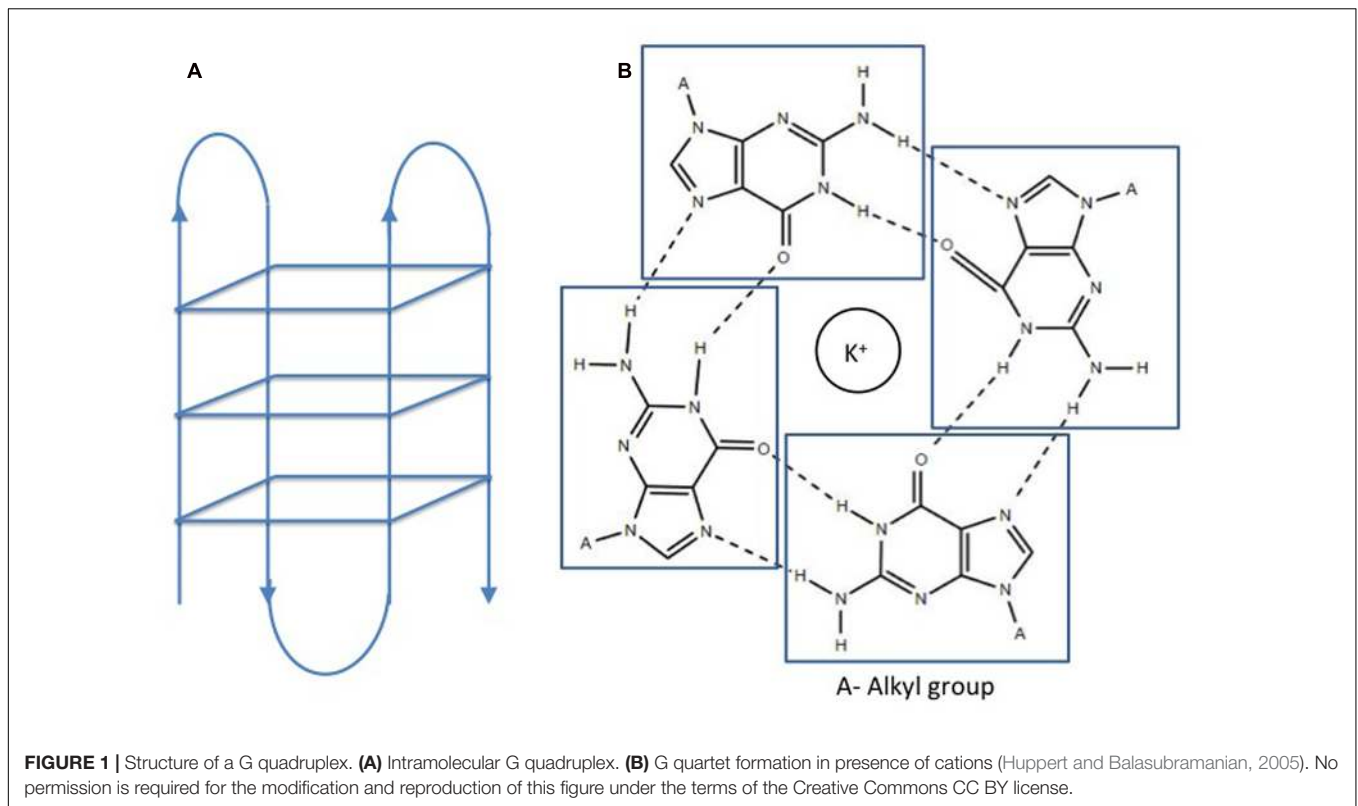 A
B
H
A
N
N
N
H
N
H
N
O
N
N
A
O
N
N
H
N
H
H
K+
H
H
H
N
N
N
O
N
N
A
O
H
N
N
H
N
N
N
H
A
A- Alkyl group
FIGURE 1 | Structure of a G quadruplex. (A) Intramolecular G quadruplex. (B) G quartet formation in presence of cations (Huppert and Balasubramanian, 2005). No
permission is required for the modification and reproduction of this figure under the terms of the Creative Commons CC BY license.